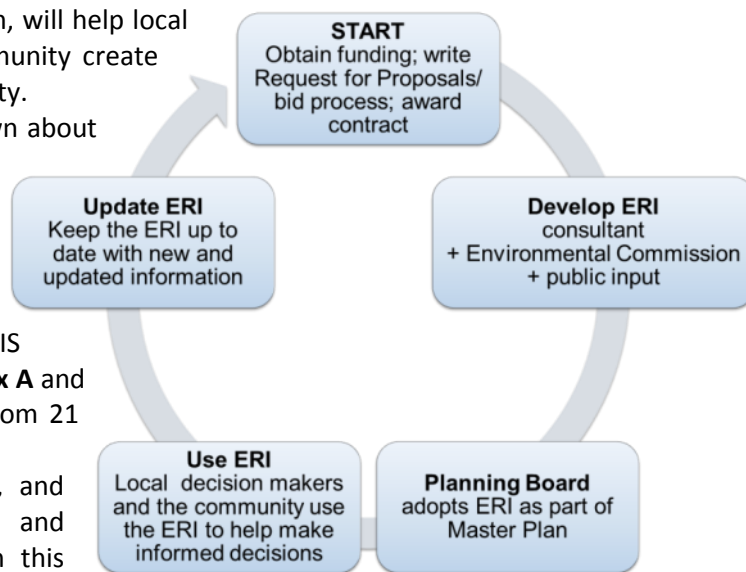 n, will help local
munity create
ty.
wn about
IS
x A and
om 21
, and
and
n this
START
Obtain funding; write
Request for Proposals/
bid process; award
contract
Develop ERI
consultant
+ Environmental Commission
+ public input
Planning Board
adopts ERI as part of
Master Plan
Use ERI
Local decision makers
and the community use
the ERI to help make
informed decisions
Update ERI
Keep the ERI up to
date with new and
updated information